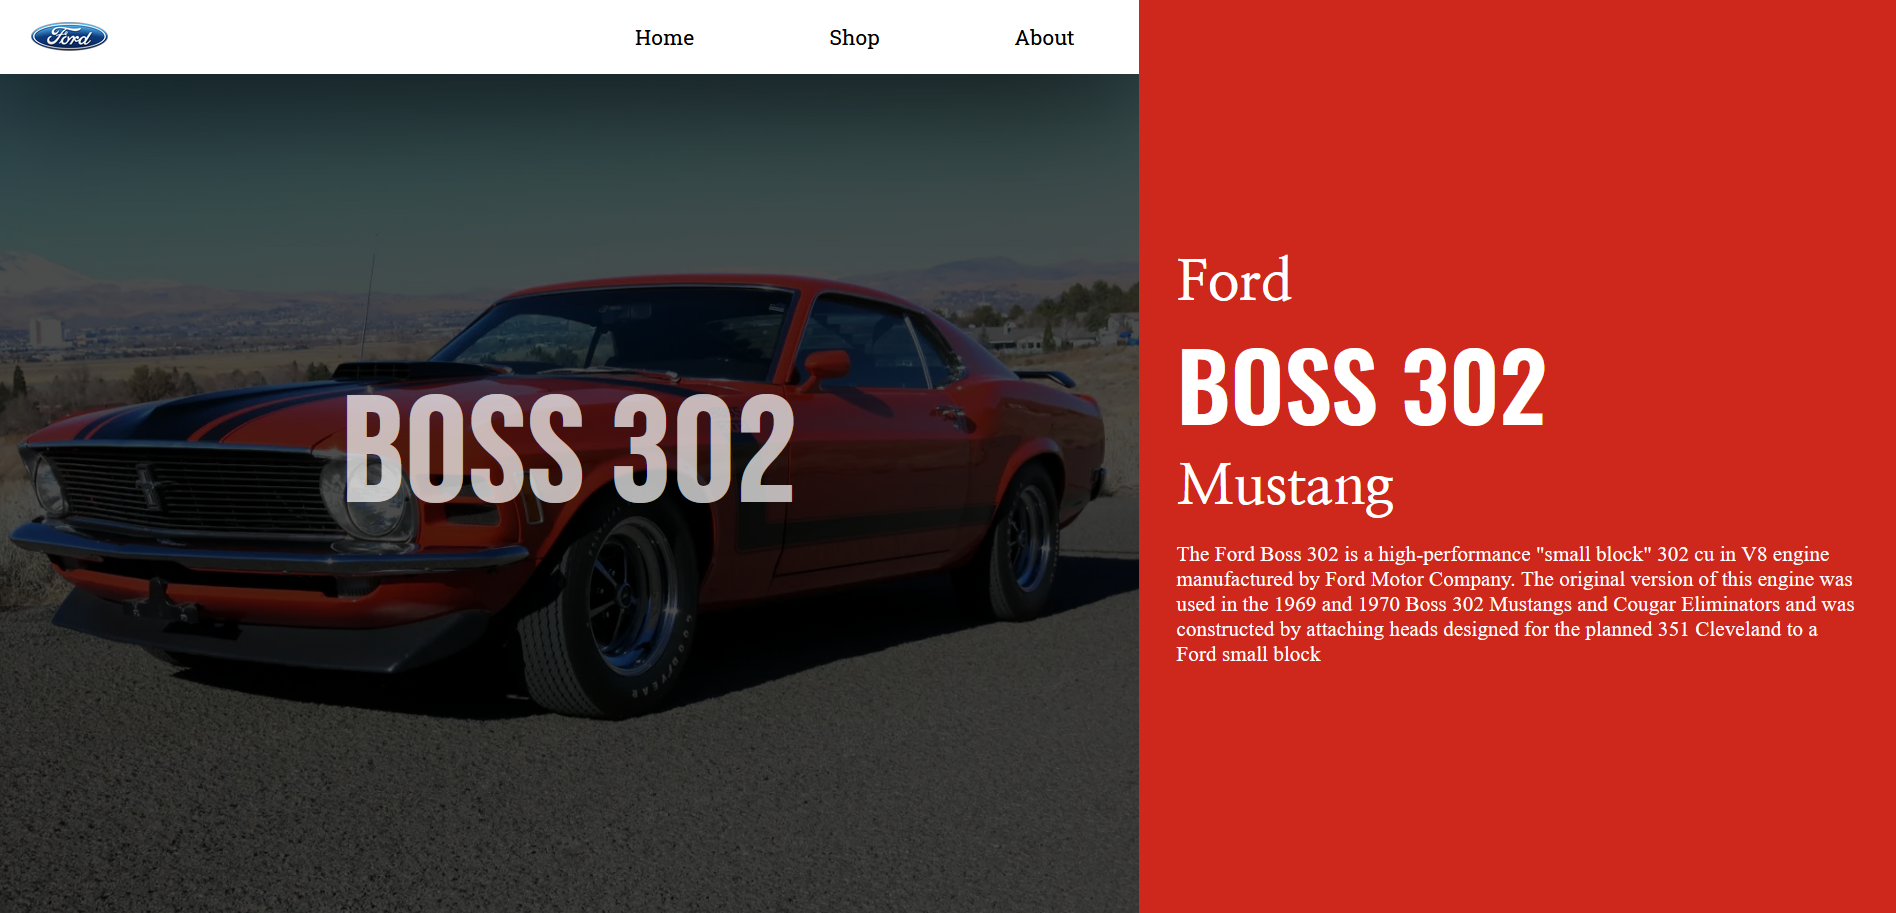 Ford
Home Shop About
BOSS 302
GOODYEAR
Ford
BOSS 302
Mustang
The Ford Boss 302 is a high-performance "small block" 302 cu in V8 engine
manufactured by Ford Motor Company. The original version of this engine was
used in the 1969 and 1970 Boss 302 Mustangs and Cougar Eliminators and was
constructed by attaching heads designed for the planned 351 Cleveland to a
Ford small block